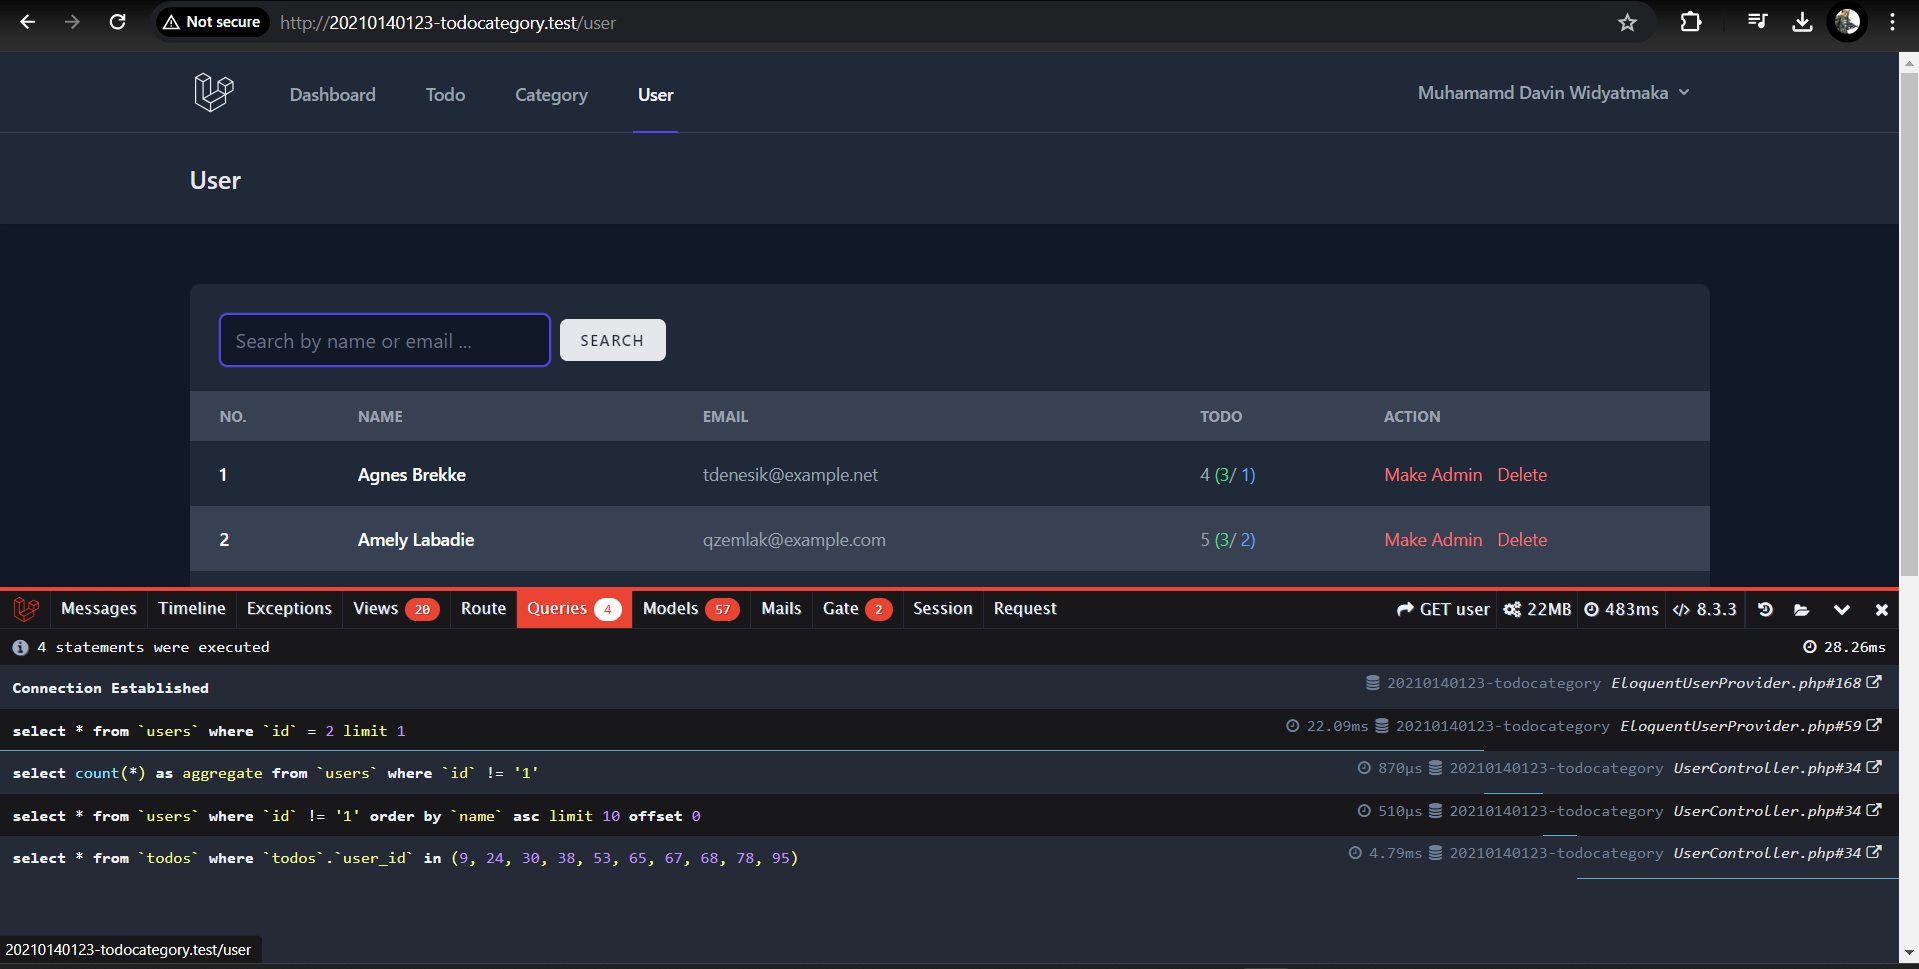 Not secure http://20210140123-todocategory.test/user
Dashboard Todo Category User Muhamamd Davin Widyatmaka
User
Search by name or email ... SEARCH
NO. NAME EMAIL TODO ACTION
1 Agnes Brekke tdenesik@example.net 4 (3/ 1) Make Admin Delete
2 Amely Labadie qzemlak@example.com 5 (3/ 2) Make Admin Delete
Messages Timeline Exceptions Views 20 Route Queries 4 Models 57 Mails Gate 2 Session Request GET user 22MB 483ms 8.3.3
4 statements were executed 28.26ms
Connection Established 20210140123-todocategory EloquentUserProvider.php#168
select * from `users` where `id` = 2 limit 1 22.09ms 20210140123-todocategory EloquentUserProvider.php#59
select count(*) as aggregate from `users` where `id` != '1' 870μs 20210140123-todocategory UserController.php#34
select * from `users` where `id` != '1' order by `name` asc limit 10 offset 0 510μs 20210140123-todocategory UserController.php#34
select * from `todos` where `todos`.`user_id` in (9, 24, 30, 38, 53, 65, 67, 68, 78, 95) 4.79ms 20210140123-todocategory UserController.php#34
20210140123-todocategory.test/user